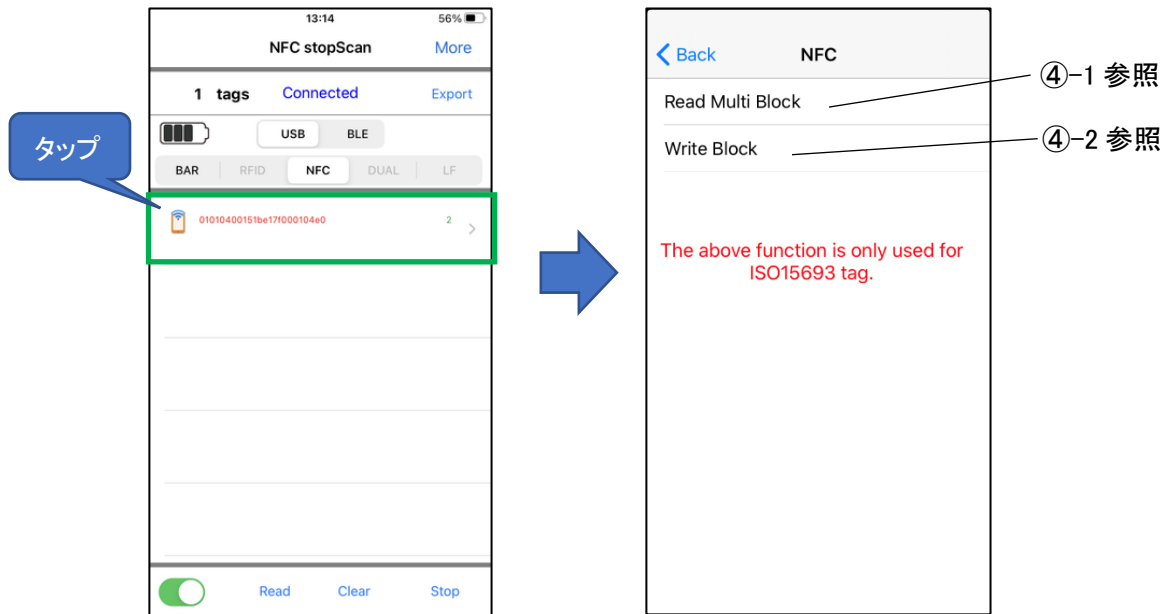 13:14 56%
NFC stopScan More
1 tags Connected Export
USB BLE
BAR RFID NFC DUAL LF
タップ
01010400151be17f000104e0 2
Read Clear Stop
Back NFC
Read Multi Block
④-1 参照
Write Block
④-2 参照
The above function is only used for
ISO15693 tag.